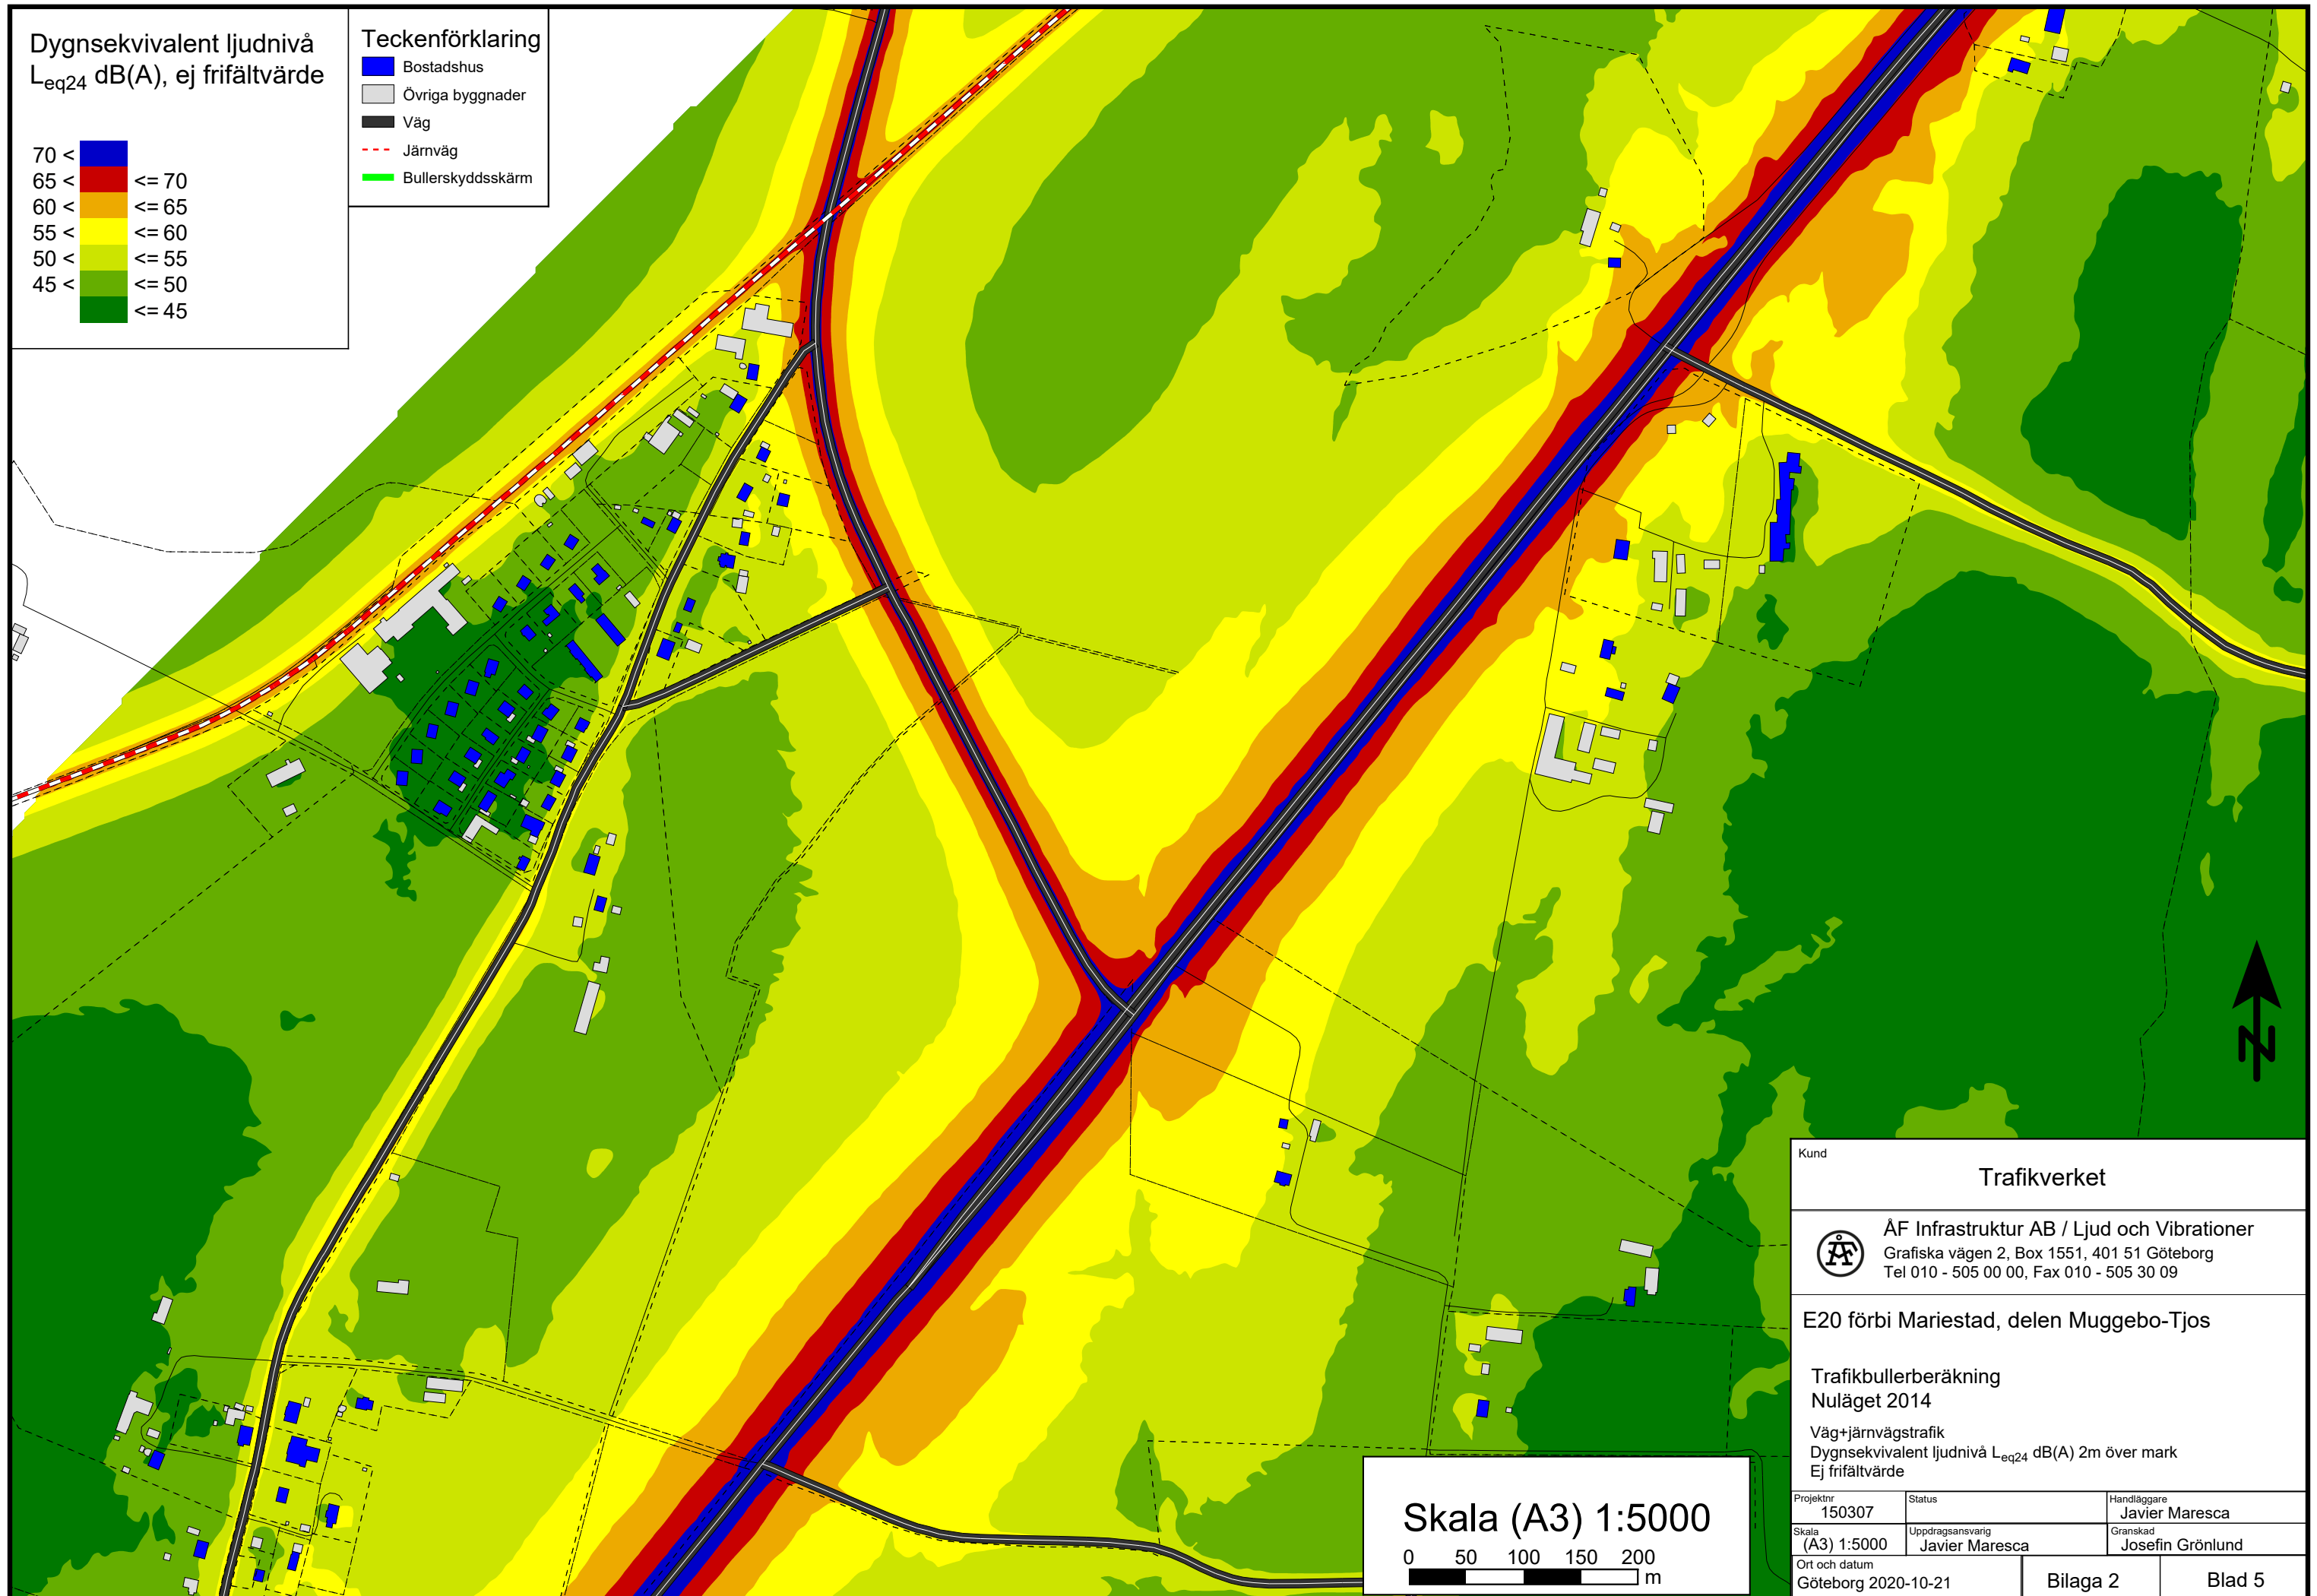 Dygnsekvivalent ljudnivå
Leq24 dB(A), ej frifältvärde
70 <
65 < <= 70
60 < <= 65
55 < <= 60
50 < <= 55
45 < <= 50
<= 45
Teckenförklaring
Bostadshus
Övriga byggnader
Väg
Järnväg
Bullerskyddsskärm
N
Skala (A3) 1:5000
0 50 100 150 200
m
Kund
Trafikverket
ÅF
ÅF Infrastruktur AB / Ljud och Vibrationer
Grafiska vägen 2, Box 1551, 401 51 Göteborg
Tel 010 - 505 00 00, Fax 010 - 505 30 09
E20 förbi Mariestad, delen Muggebo-Tjos
Trafikbullerberäkning
Nuläget 2014
Väg+järnvägstrafik
Dygnsekvivalent ljudnivå Leq24 dB(A) 2m över mark
Ej frifältvärde
Projektnr Status Handläggare
150307 Javier Maresca
Skala Uppdragsansvarig Granskad
(A3) 1:5000 Javier Maresca Josefin Grönlund
Ort och datum
Göteborg 2020-10-21 Bilaga 2 Blad 5